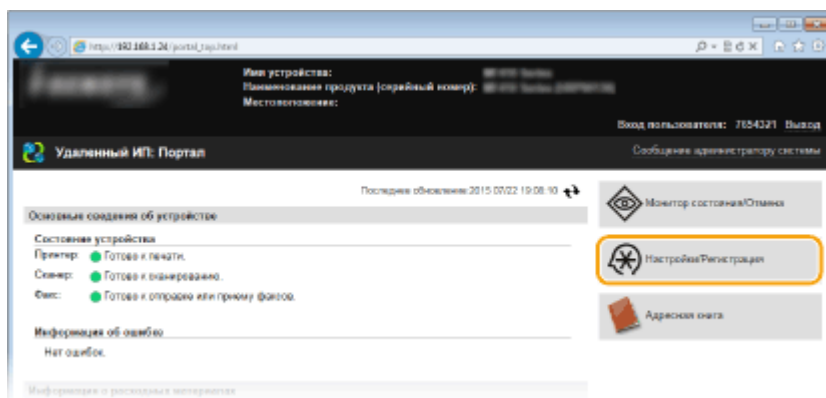 http://192.168.1.24/portal_top.html
Имя устройства:
Наименование продукта (серийный номер):
Местоположение:
Вход пользователя: 7654321 Выход
Удаленный ИП: Портал
Сообщение администратору системы
Последнее обновление:2015 07/22 19:08:10
Монитор состояния/Отмена
Основные сведения об устройстве
Состояние устройства
Принтер: Готово к печати.
Сканер: Готово к сканированию.
Факс: Готово к отправке или приему факсов.
Настройки/Регистрация
Адресная книга
Информация об ошибке
Нет ошибок.
Информация о расходных материалах